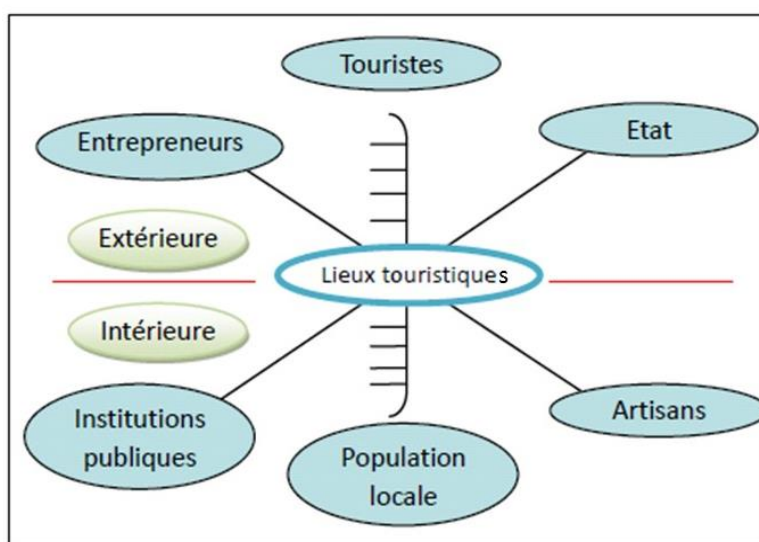 Touristes
Entrepreneurs
Etat
Extérieure
Lieux touristiques
Intérieure
Institutions
publiques
Artisans
Population
locale